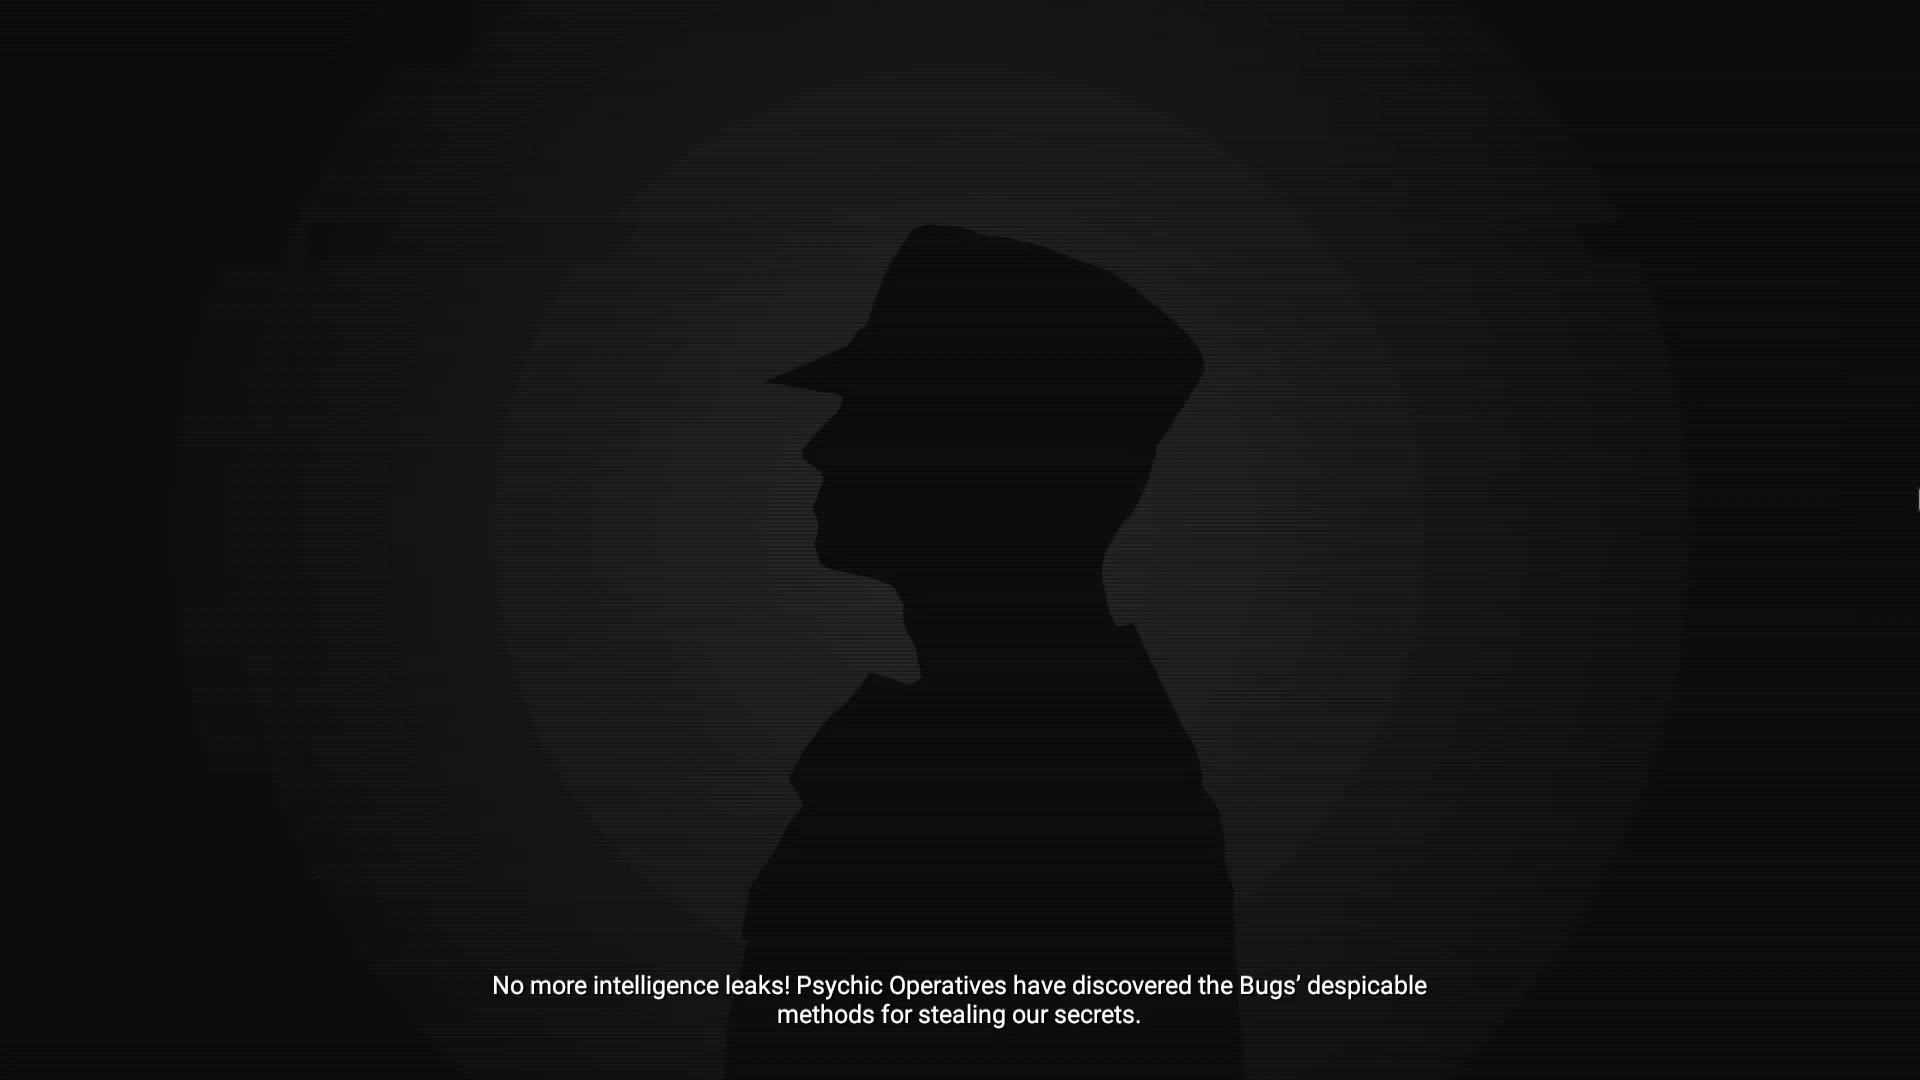 No more intelligence leaks! Psychic Operatives have discovered the Bugs’ despicable
methods for stealing our secrets.